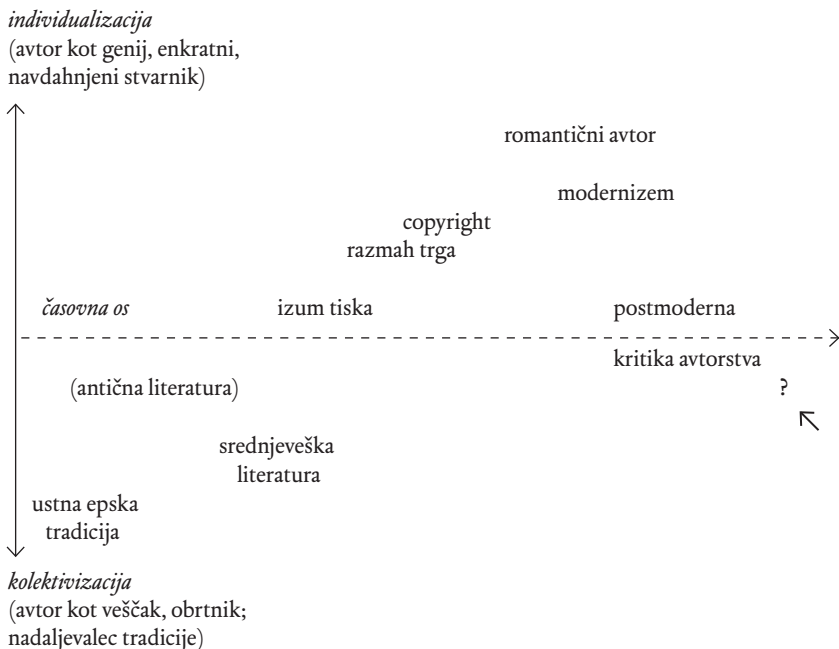 individualizacija
(avtor kot genij, enkratni,
navdahnjeni stvarnik)
romantični avtor
modernizem
copyright
razmah trga
časovna os
izum tiska
postmoderna
kritika avtorstva
(antična literatura)
?
srednjeveška
literatura
ustna epska
tradicija
kolektivizacija
(avtor kot veščak, obrtnik;
nadaljevalec tradicije)